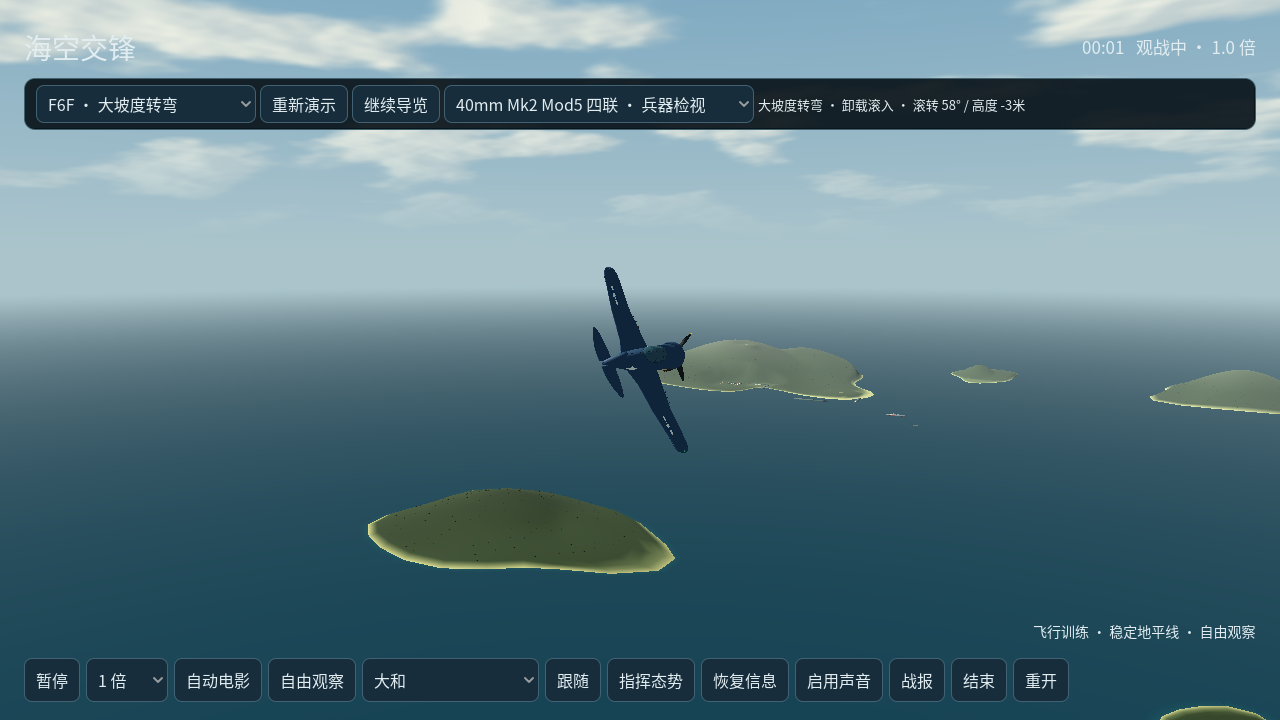 海空交锋
00:01 观战中 · 1.0 倍
F6F · 大坡度转弯 重新演示 继续导览 40mm Mk2 Mod5 四联 · 兵器检视 大坡度转弯 · 卸载滚入 · 滚转 58° / 高度 -3米
飞行训练 · 稳定地平线 · 自由观察
暂停 1 倍 自动电影 自由观察 大和 跟随 指挥态势 恢复信息 启用声音 战报 结束 重开